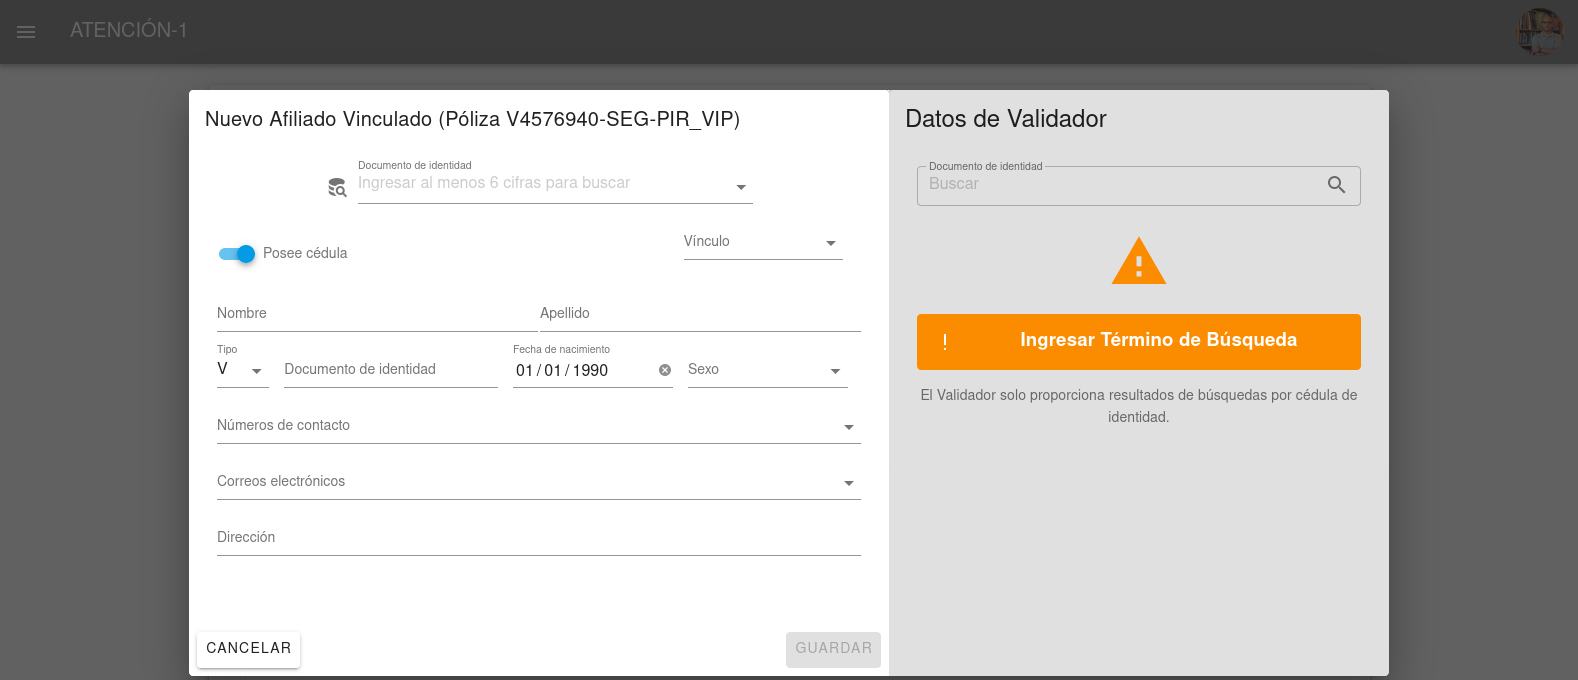 ATENCIÓN-1
Nuevo Afiliado Vinculado (Póliza V4576940-SEG-PIR_VIP)
Documento de identidad
Ingresar al menos 6 cifras para buscar
Posee cédula
Vínculo
Nombre
Apellido
Tipo
V
Documento de identidad
Fecha de nacimiento
01/01/1990
Sexo
Números de contacto
Correos electrónicos
Dirección
CANCELAR
GUARDAR
Datos de Validador
Documento de identidad
Buscar
Ingresar Término de Búsqueda
El Validador solo proporciona resultados de búsquedas por cédula de
identidad.